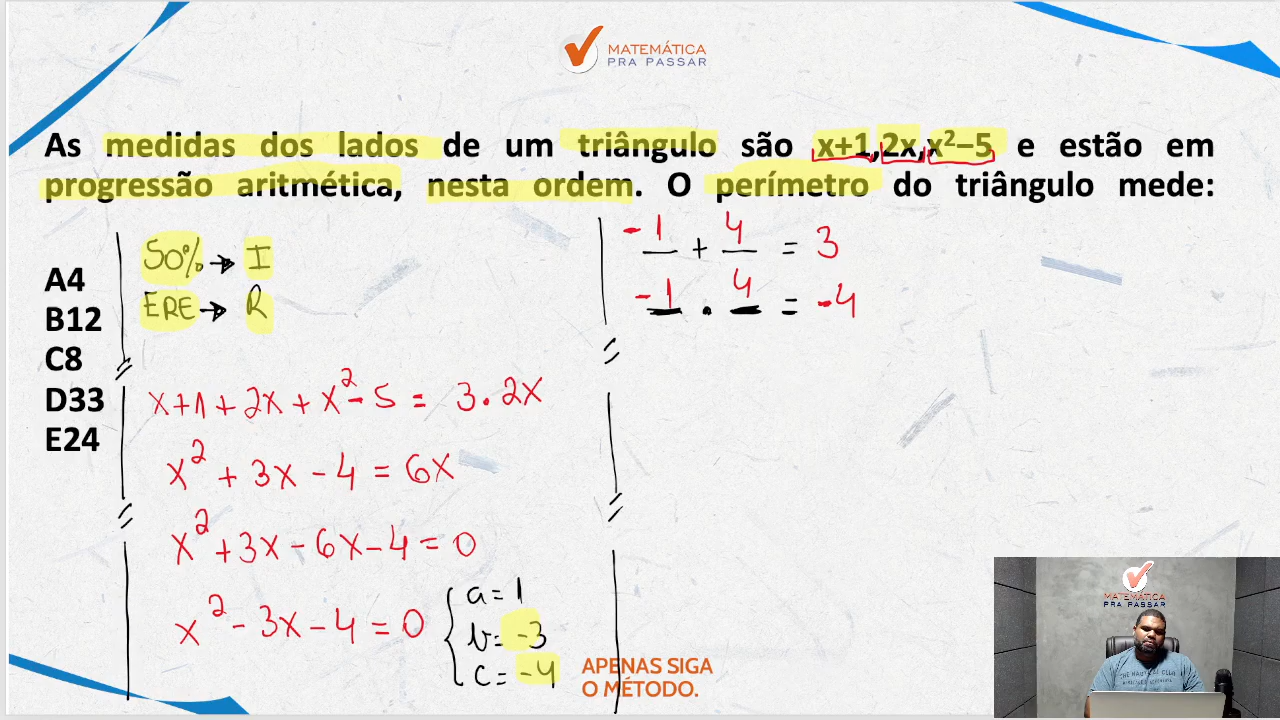 MATEMÁTICA
PRA PASSAR
As medidas dos lados de um triângulo são x+1,2x,x²–5 e estão em
progressão aritmética, nesta ordem. O perímetro do triângulo mede:
A4
B12
C8
D33
E24
50% → I
ERE → R
x+1+2x+x²-5 = 3.2x
x²+3x-4 = 6x
x²+3x-6x-4=0
x²-3x-4=0
a=1
b=-3
c=-4
-1 + 4 = 3
-1 . 4 = -4
APENAS SIGA
O MÉTODO.
MATEMÁTICA
PRA PASSAR